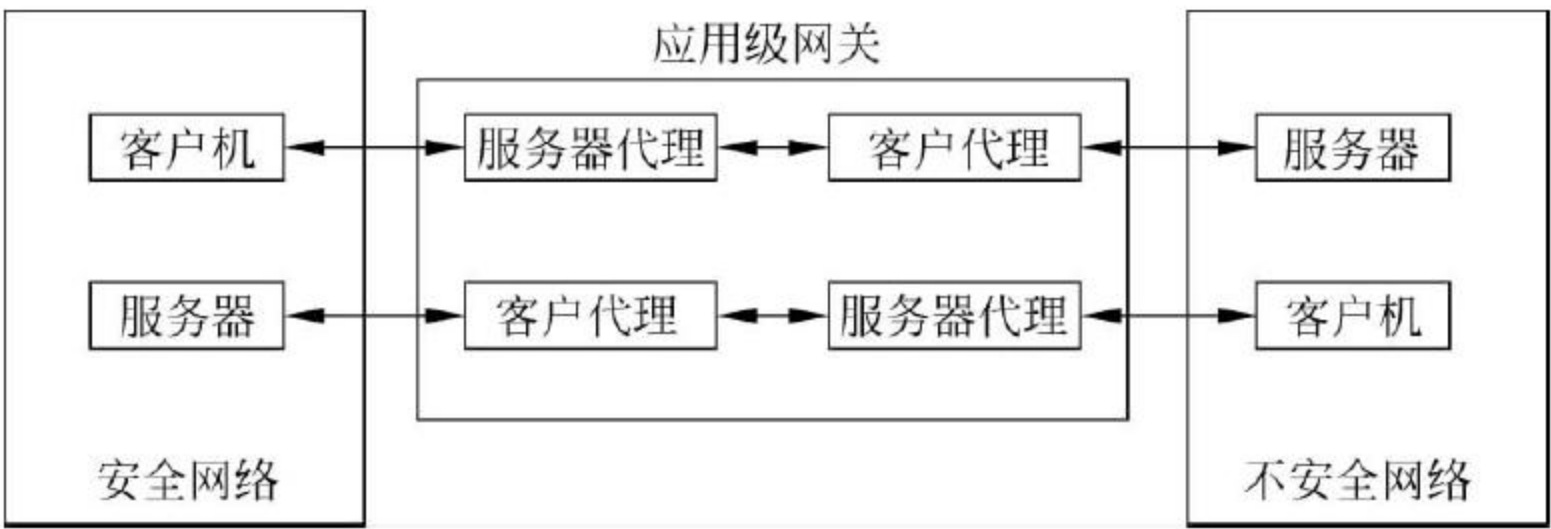 应用级网关
客户机 服务器代理 客户代理 服务器
服务器 客户代理 服务器代理 客户机
安全网络 不安全网络